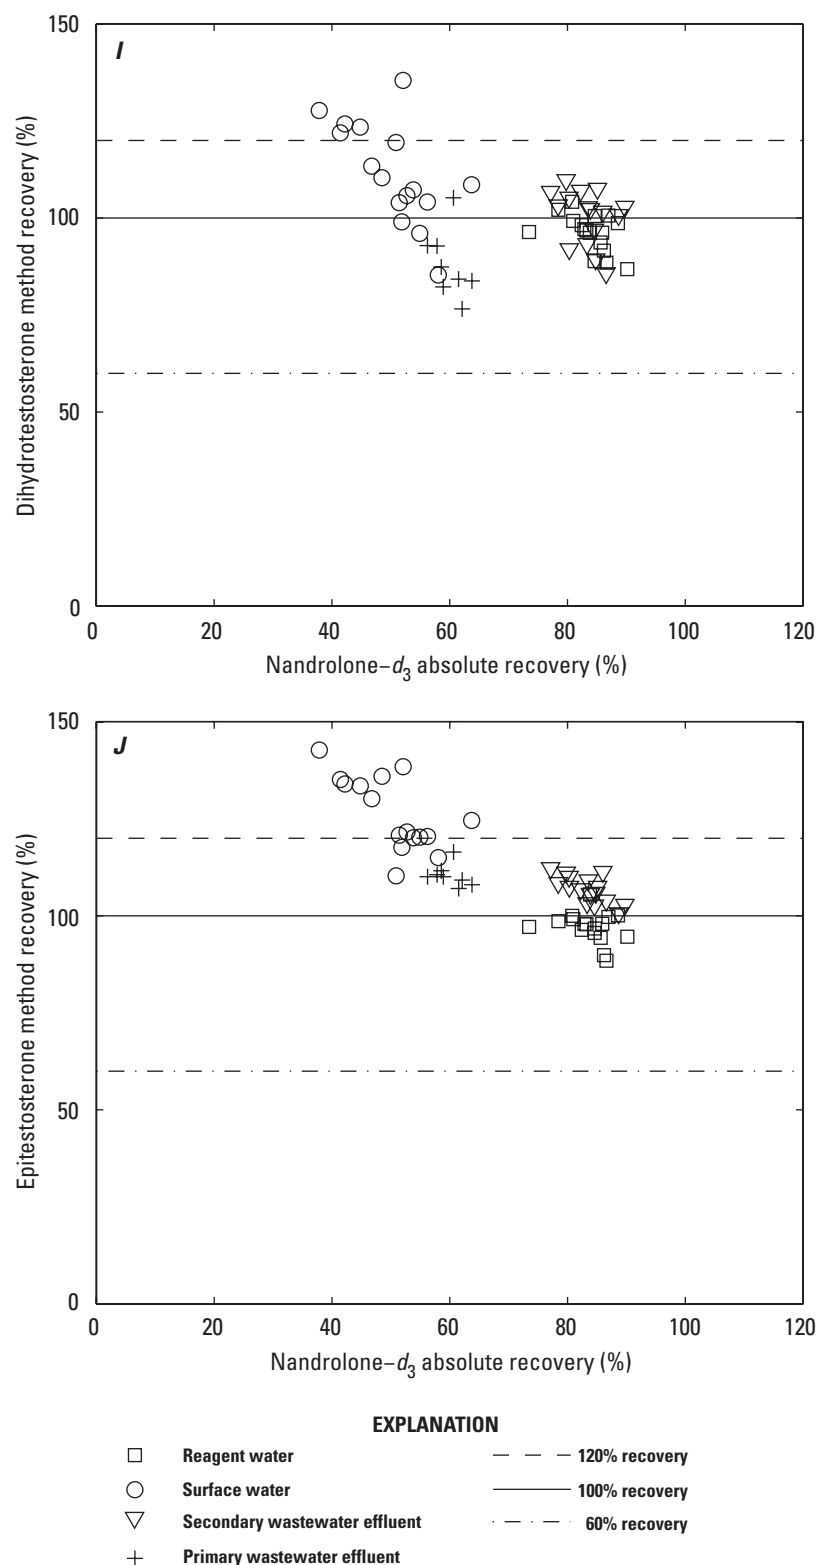 150
I
100
50
0
Dihydrotestosterone method recovery (%)
0 20 40 60 80 100 120
Nandrolone–d3 absolute recovery (%)
150
J
100
50
0
Epitestosterone method recovery (%)
0 20 40 60 80 100 120
Nandrolone–d3 absolute recovery (%)
EXPLANATION
Reagent water
120% recovery
Surface water
100% recovery
Secondary wastewater effluent
60% recovery
Primary wastewater effluent